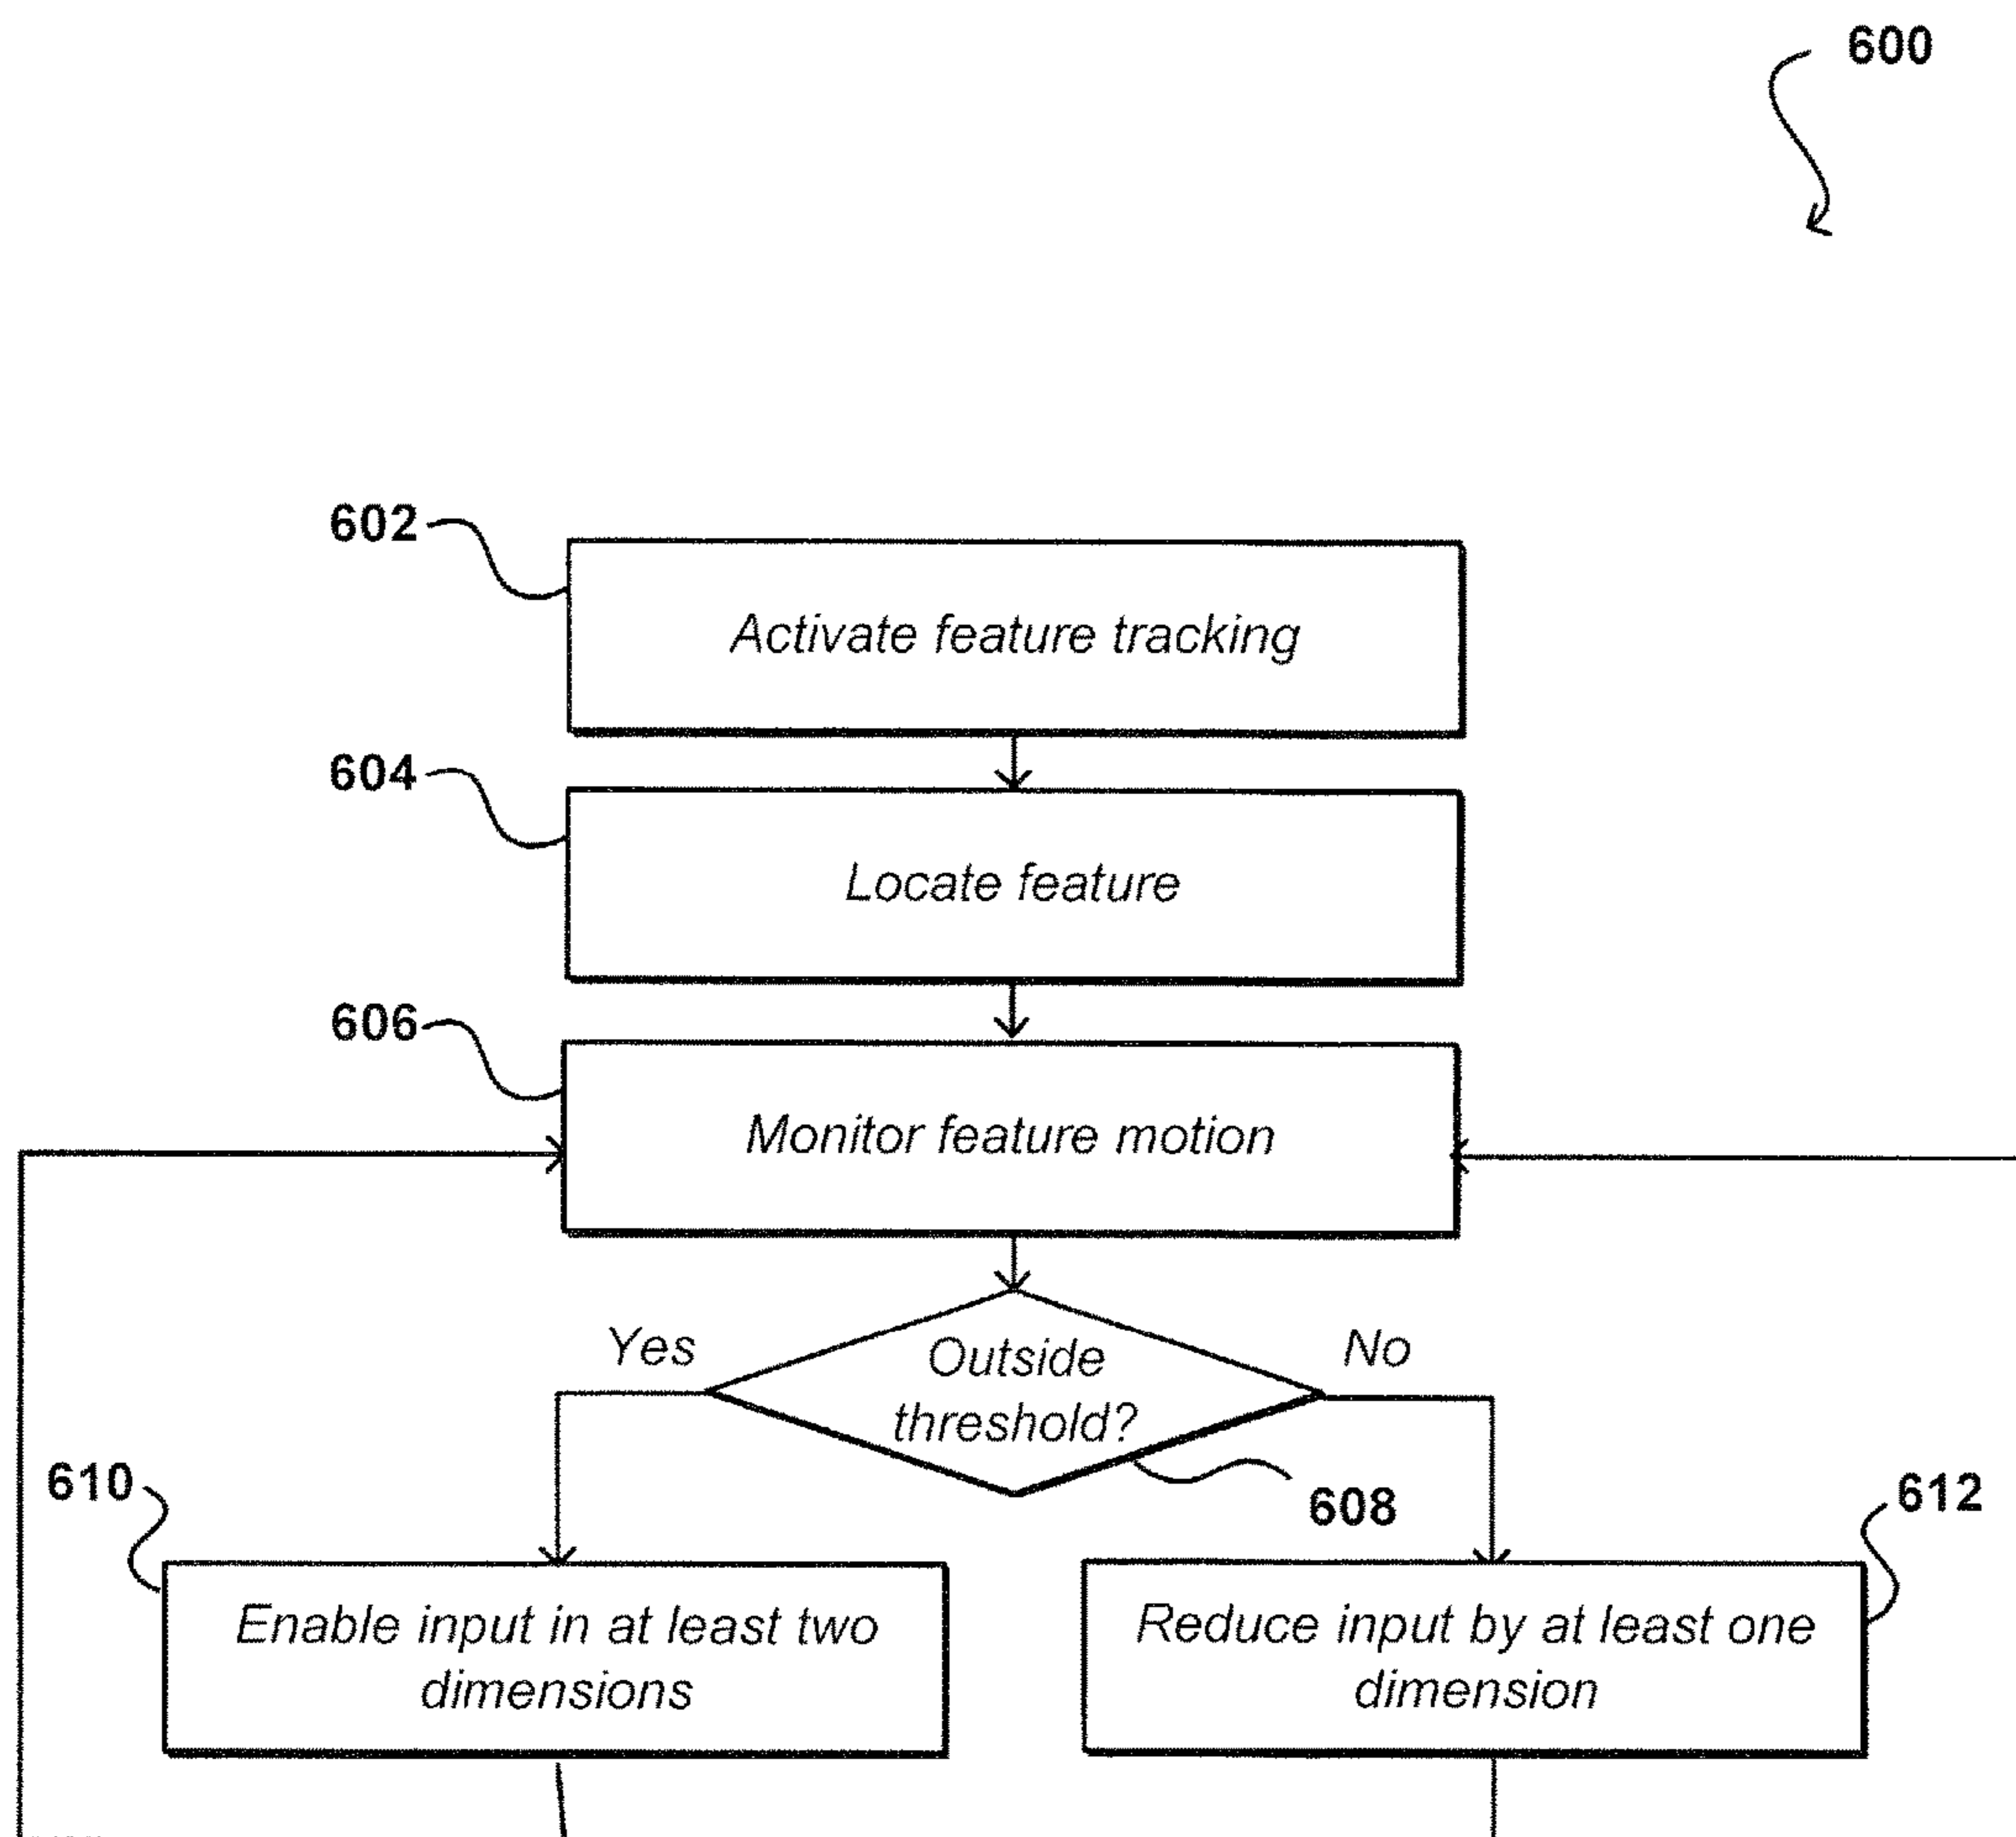 600
602
Activate feature tracking
604
Locate feature
606
Monitor feature motion
Yes
Outside
threshold?
No
608
610
Enable input in at least two
dimensions
612
Reduce input by at least one
dimension